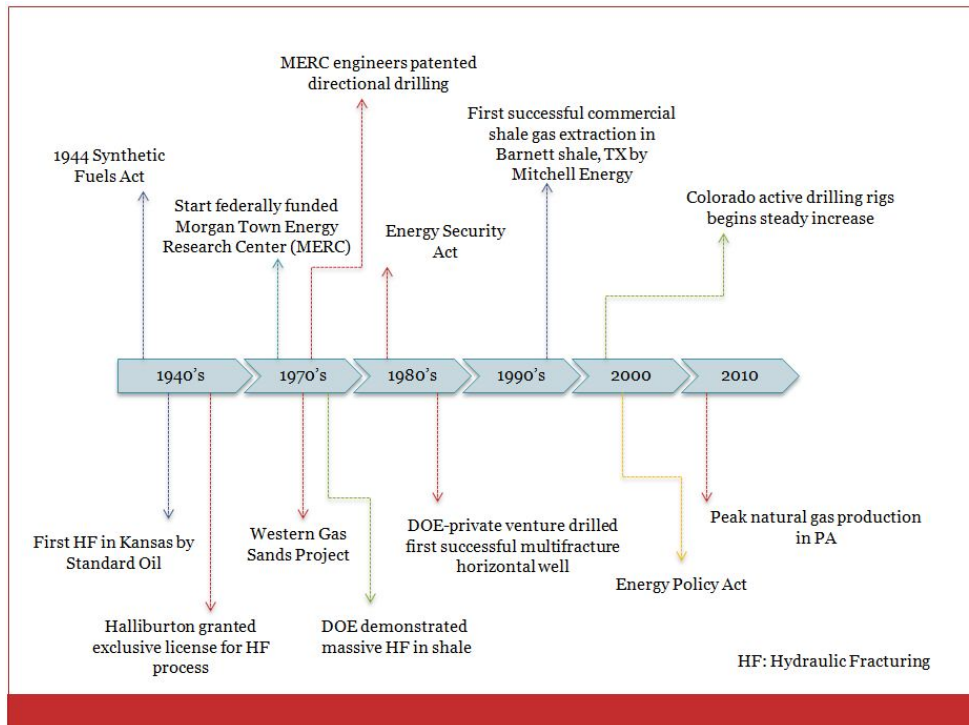 MERC engineers patented
directional drilling
First successful commercial
shale gas extraction in
Barnett shale, TX by
Mitchell Energy
1944 Synthetic
Fuels Act
Start federally funded
Morgan Town Energy
Research Center (MERC)
Energy Security
Act
Colorado active drilling rigs
begins steady increase
1940’s
1970’s
1980’s
1990’s
2000
2010
First HF in Kansas by
Standard Oil
Western Gas
Sands Project
DOE-private venture drilled
first successful multifracture
horizontal well
Peak natural gas production
in PA
Energy Policy Act
Halliburton granted
exclusive license for HF
process
DOE demonstrated
massive HF in shale
HF: Hydraulic Fracturing